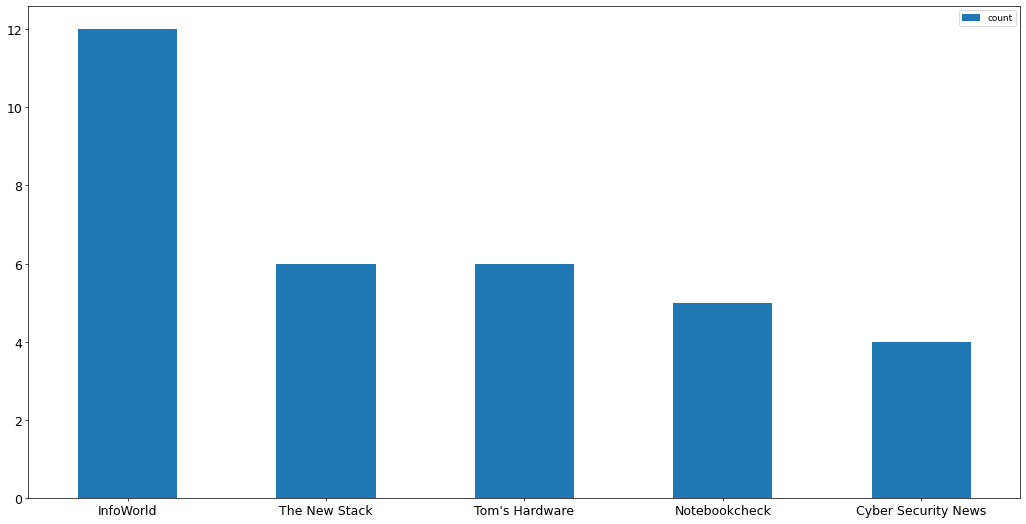 count
12
10
8
6
4
2
0
InfoWorld
The New Stack
Tom's Hardware
Notebookcheck
Cyber Security News